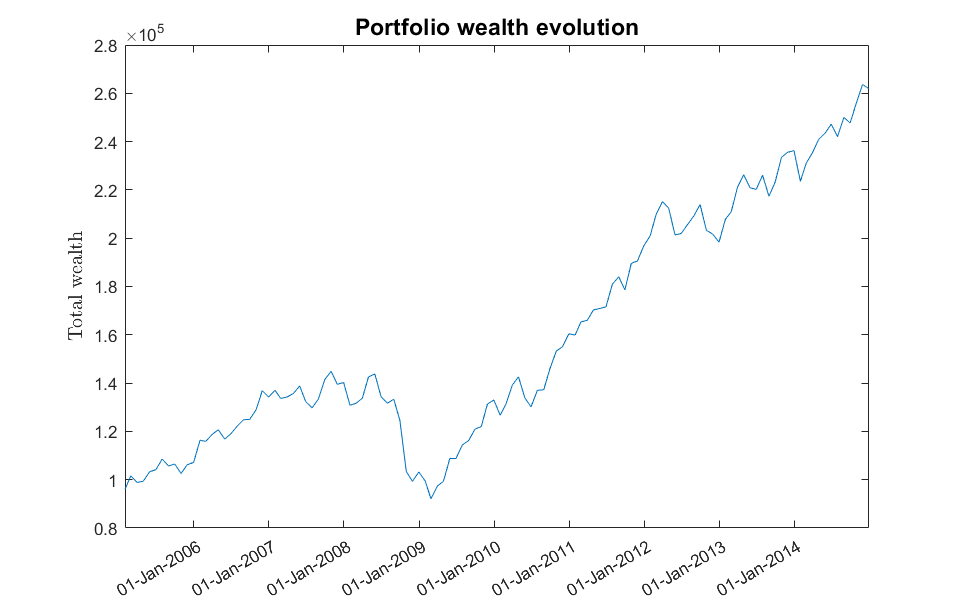 Portfolio wealth evolution
×10⁵
2.8
2.6
2.4
2.2
2
1.8
1.6
1.4
1.2
1
0.8
Total wealth
01-Jan-2006
01-Jan-2007
01-Jan-2008
01-Jan-2009
01-Jan-2010
01-Jan-2011
01-Jan-2012
01-Jan-2013
01-Jan-2014